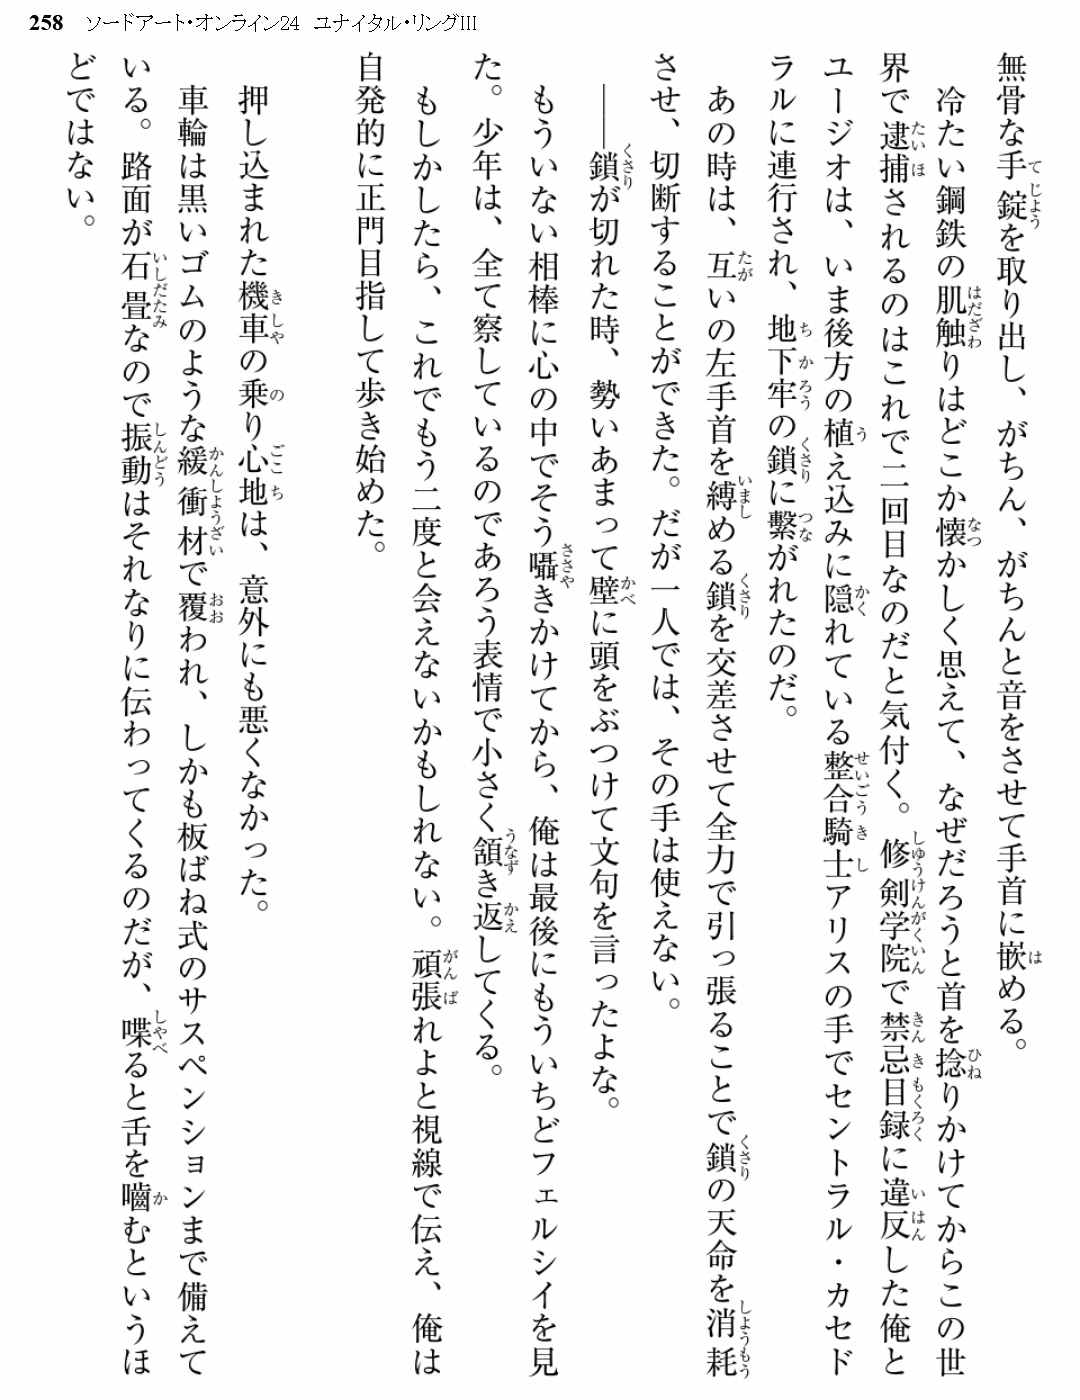 258 ソードアート・オンライン24 ユナイタル・リングIII
無骨な手錠を取り出し、がちん、がちんと音をさせて手首に嵌める。
冷たい鋼鉄の肌触りはどこか懐かしく思えて、なぜだろうと首を捻りかけてからこの世
界で逮捕されるのはこれで二回目なのだと気付く。修剣学院で禁忌目録に違反した俺と
ユージオは、いま後方の植え込みに隠れている整合騎士アリスの手でセントラル・カセド
ラルに連行され、地下牢の鎖に繋がれたのだ。
あの時は、互いの左手首を縛める鎖を交差させて全力で引っ張ることで鎖の天命を消耗
させ、切断することができた。だが一人では、その手は使えない。
――鎖が切れた時、勢いあまって壁に頭をぶつけて文句を言ったよな。
もういない相棒に心の中でそう囁きかけてから、俺は最後にもういちどフェルシイを見
た。少年は、全て察しているのであろう表情で小さく頷き返してくる。
もしかしたら、これでもう二度と会えないかもしれない。頑張れよと視線で伝え、俺は
自発的に正門目指して歩き始めた。
押し込まれた機車の乗り心地は、意外にも悪くなかった。
車輪は黒いゴムのような緩衝材で覆われ、しかも板ばね式のサスペンションまで備えて
いる。路面が石畳なので振動はそれなりに伝わってくるのだが、喋ると舌を嚙むというほ
どではない。